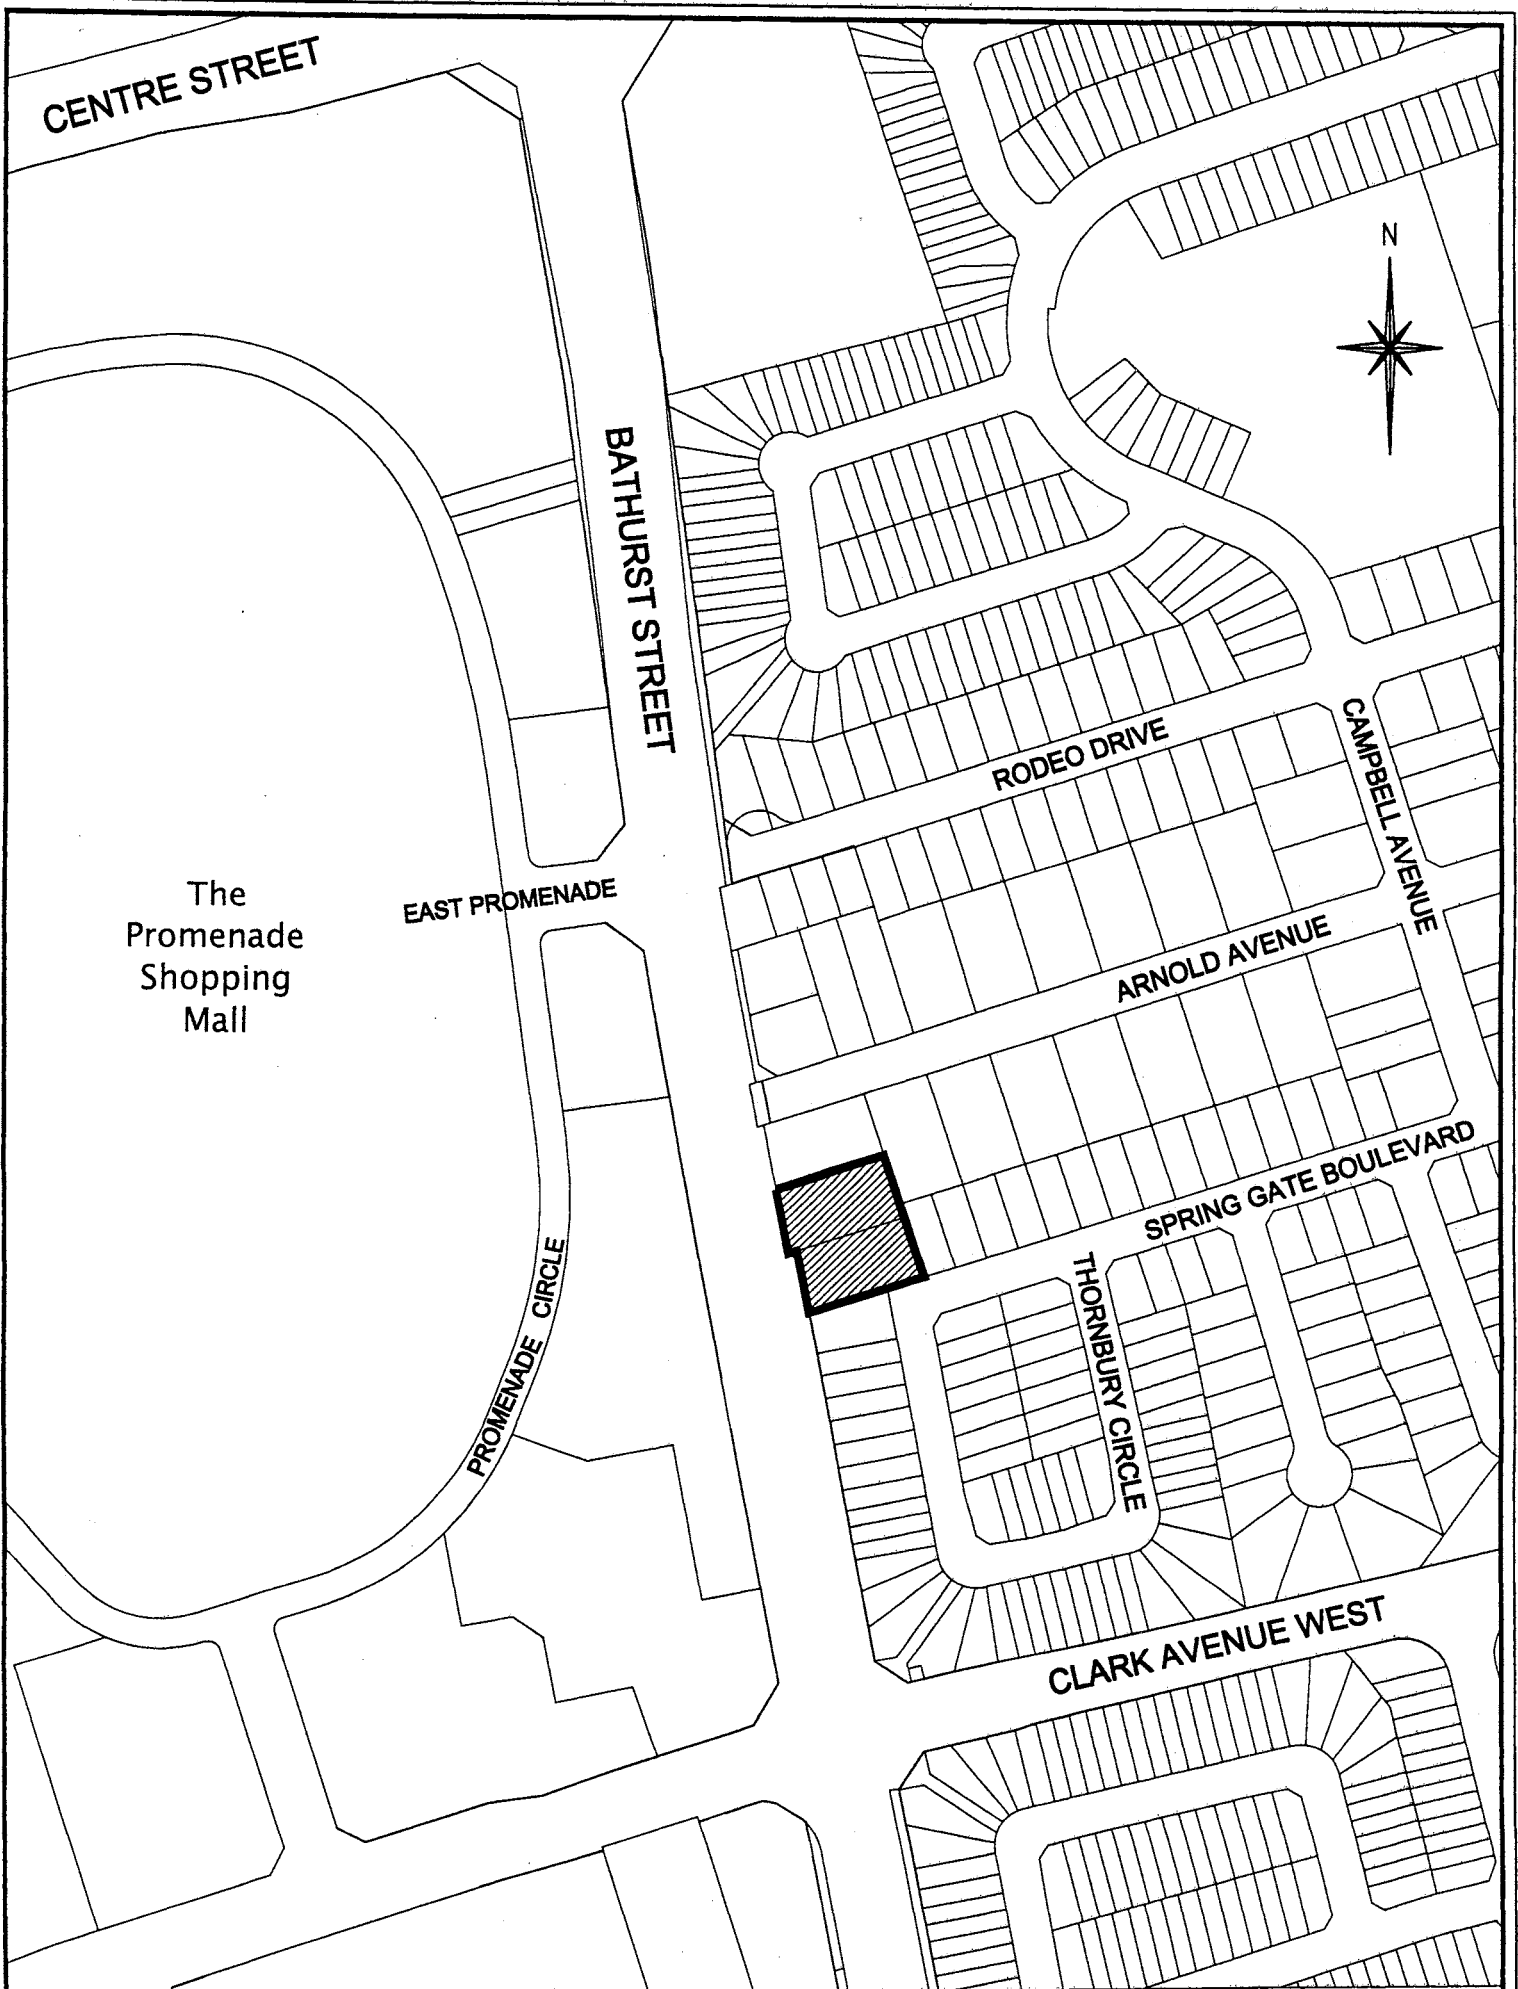 CENTRE STREET
N
BATHURST STREET
RODEO DRIVE
CAMPBELL AVENUE
The
Promenade
Shopping
Mall
EAST PROMENADE
ARNOLD AVENUE
SPRING GATE BOULEVARD
THORNBURY CIRCLE
PROMENADE CIRCLE
CLARK AVENUE WEST